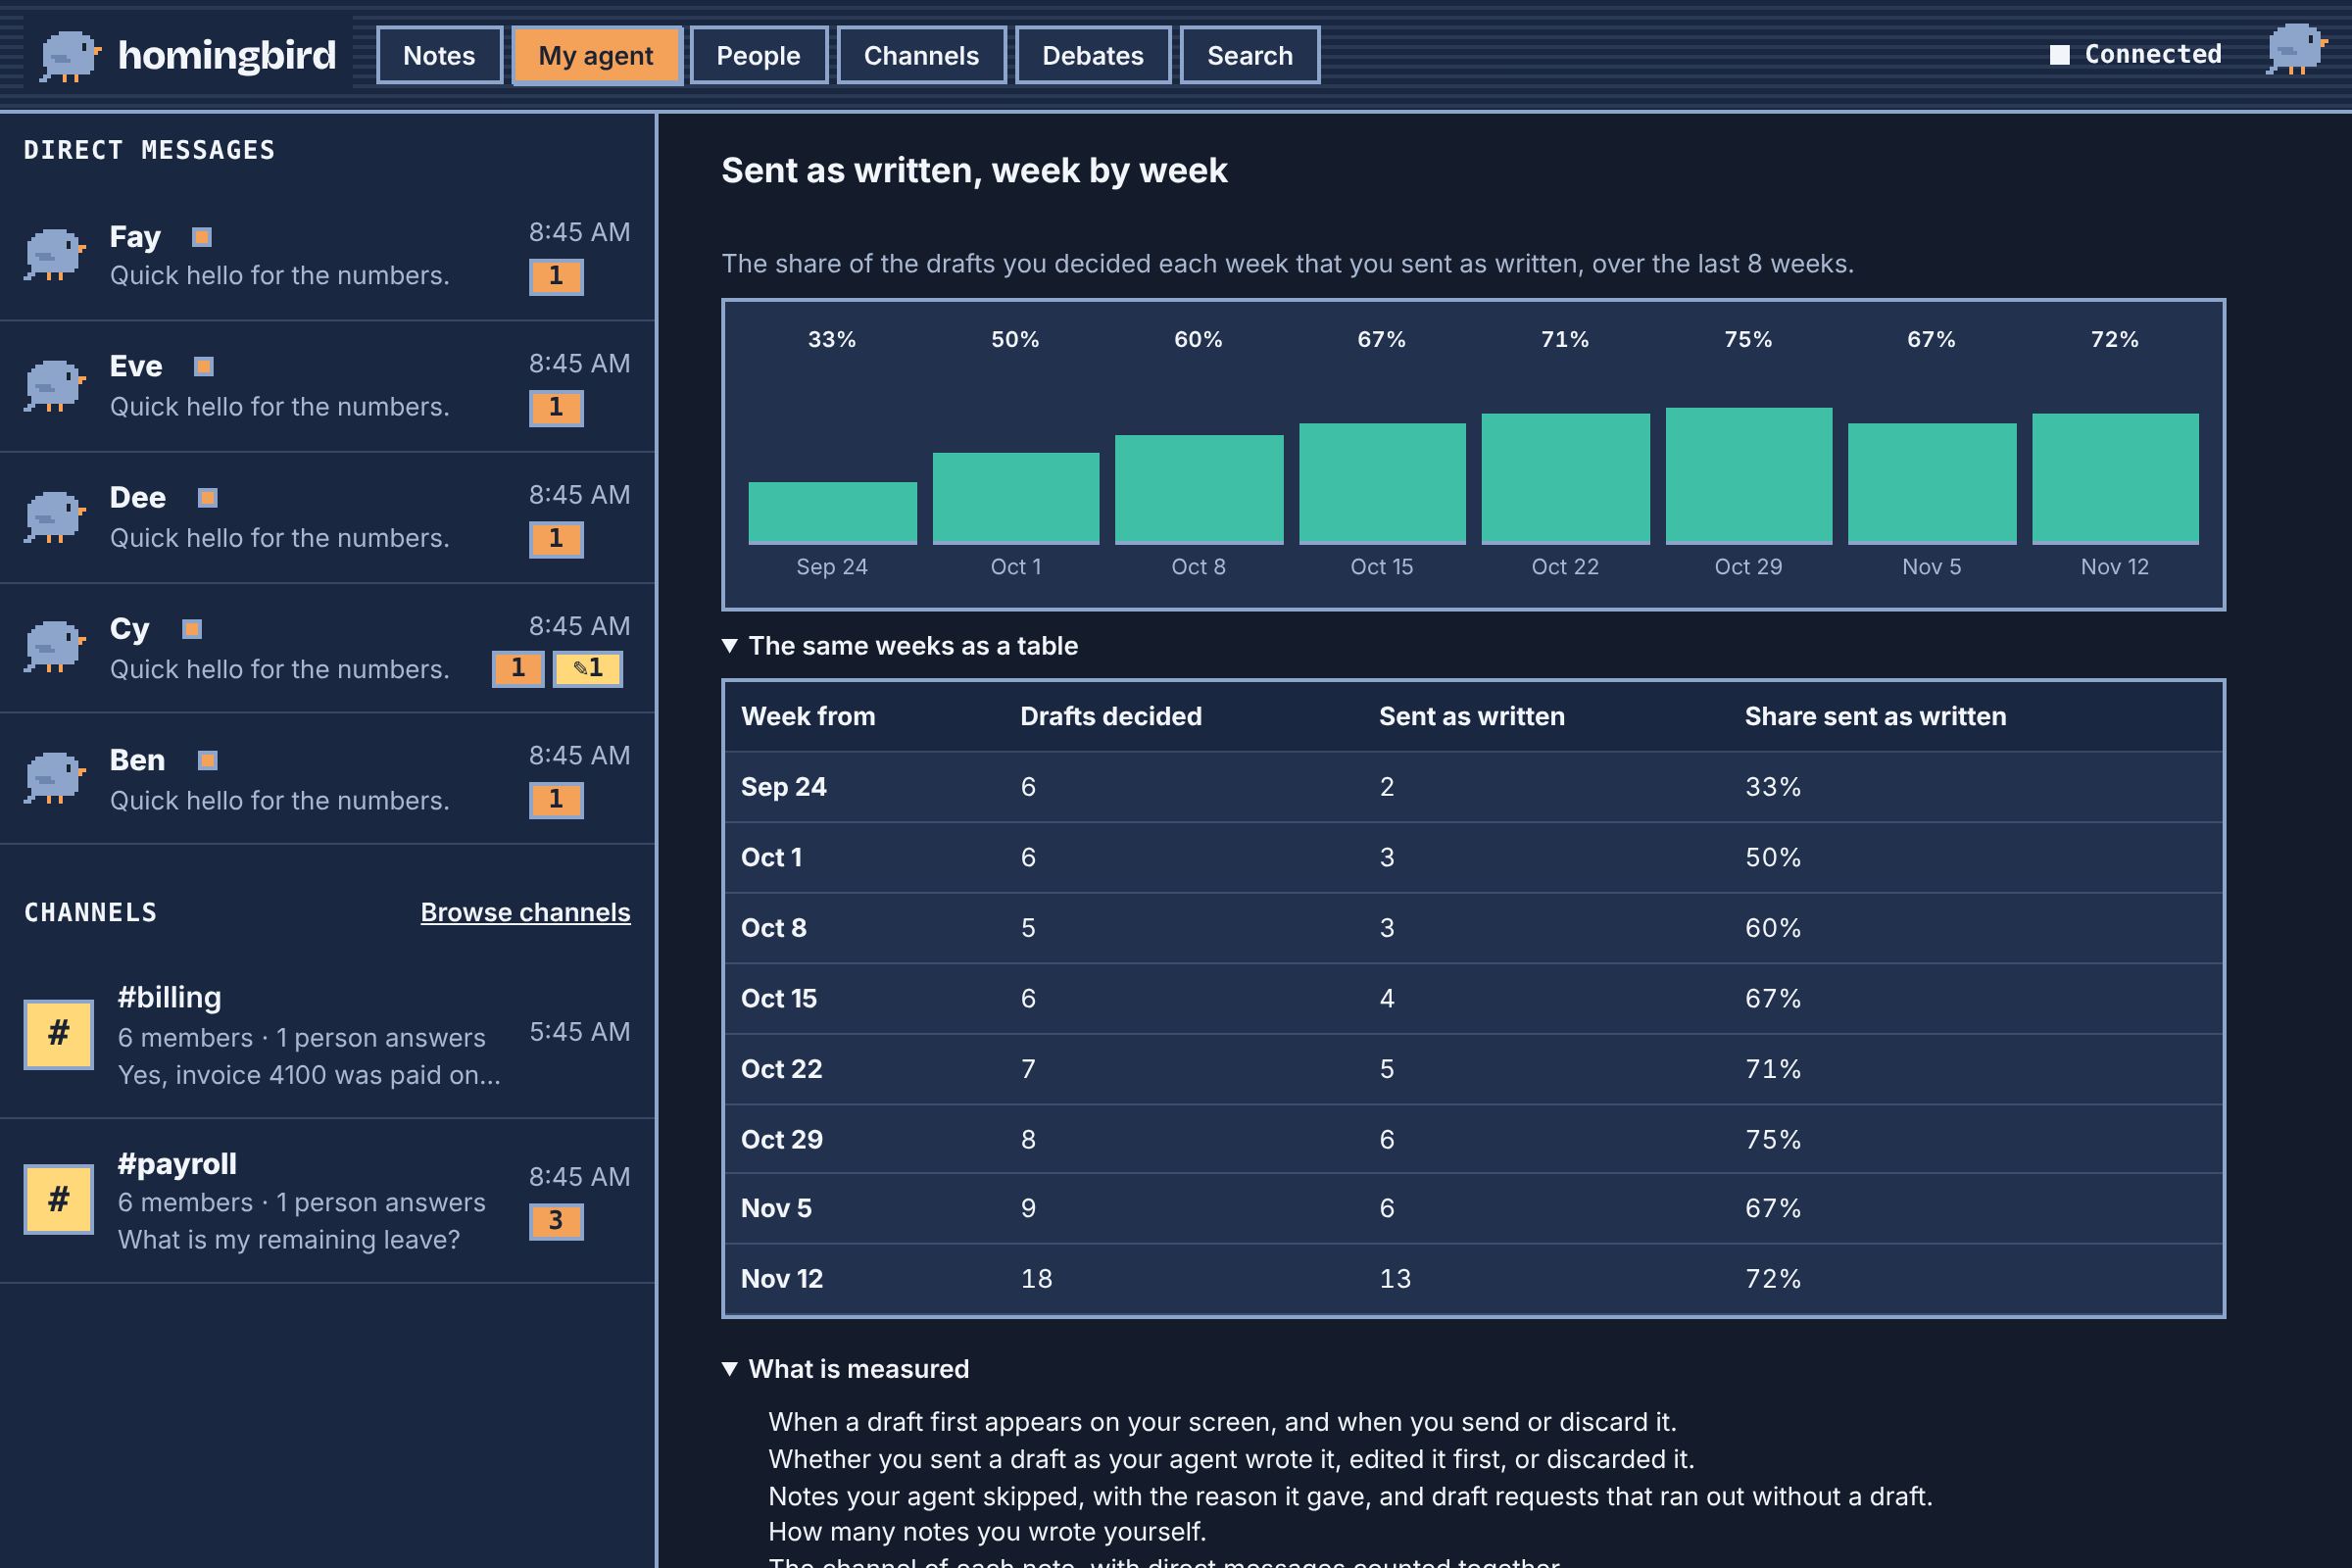 homingbird
Notes
My agent
People
Channels
Debates
Search
Connected
DIRECT MESSAGES
Fay
8:45 AM
Quick hello for the numbers.
1
Eve
8:45 AM
Quick hello for the numbers.
1
Dee
8:45 AM
Quick hello for the numbers.
1
Cy
8:45 AM
Quick hello for the numbers.
1 ✎1
Ben
8:45 AM
Quick hello for the numbers.
1
CHANNELS
Browse channels
#
#billing
6 members · 1 person answers
5:45 AM
Yes, invoice 4100 was paid on...
#
#payroll
8:45 AM
6 members · 1 person answers
3
What is my remaining leave?
Sent as written, week by week
The share of the drafts you decided each week that you sent as written, over the last 8 weeks.
33% 50% 60% 67% 71% 75% 67% 72%
Sep 24 Oct 1 Oct 8 Oct 15 Oct 22 Oct 29 Nov 5 Nov 12
▼ The same weeks as a table
Week from Drafts decided Sent as written Share sent as written
Sep 24 6 2 33%
Oct 1 6 3 50%
Oct 8 5 3 60%
Oct 15 6 4 67%
Oct 22 7 5 71%
Oct 29 8 6 75%
Nov 5 9 6 67%
Nov 12 18 13 72%
▼ What is measured
When a draft first appears on your screen, and when you send or discard it.
Whether you sent a draft as your agent wrote it, edited it first, or discarded it.
Notes your agent skipped, with the reason it gave, and draft requests that ran out without a draft.
How many notes you wrote yourself.
The channel of each note, with direct messages counted together.